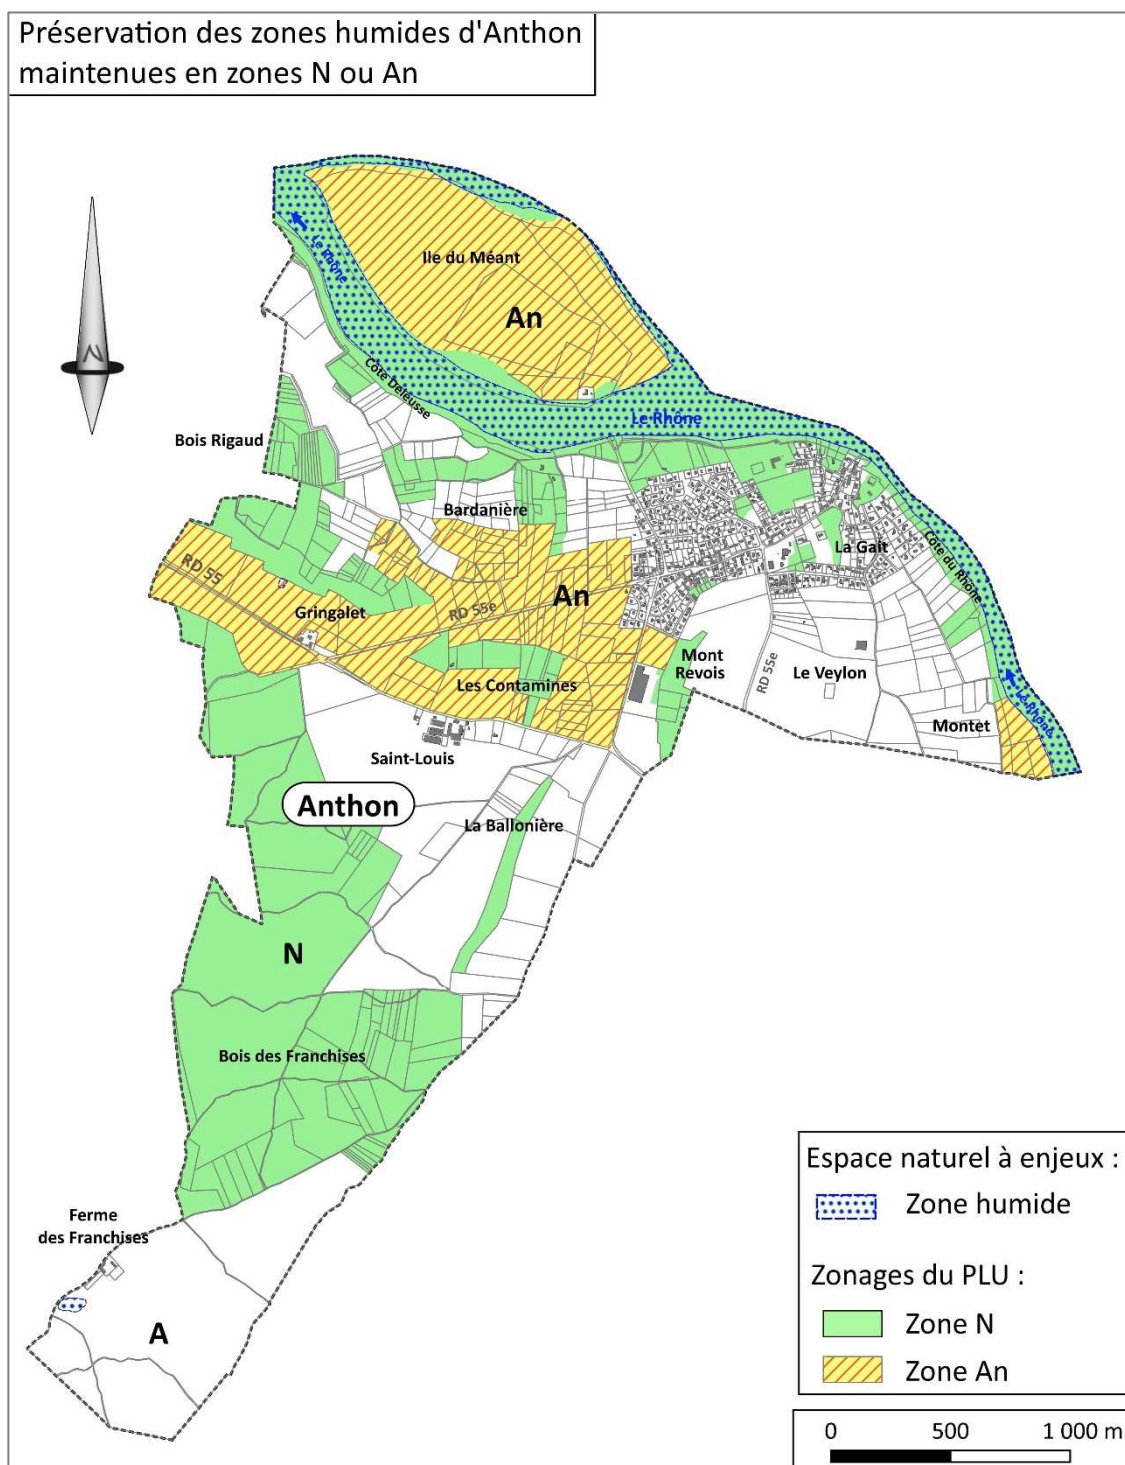 Préservation des zones humides d'Anthon
maintenues en zones N ou An
N
Ile du Méant
Le Rhône
An
Côte Deleusse
Le Rhône
Bois Rigaud
Bardanière
La Gait
Côte du Rhône
RD 55
An
RD 55e
Gringalet
Mont
Revois
RD 55e
Le Veylon
Les Contamines
Le Rhône
Montet
Saint-Louis
Anthon
La Ballonière
N
Bois des Franchises
Ferme
des Franchises
A
Espace naturel à enjeux :
Zone humide
Zonages du PLU :
Zone N
Zone An
0 500 1 000 m